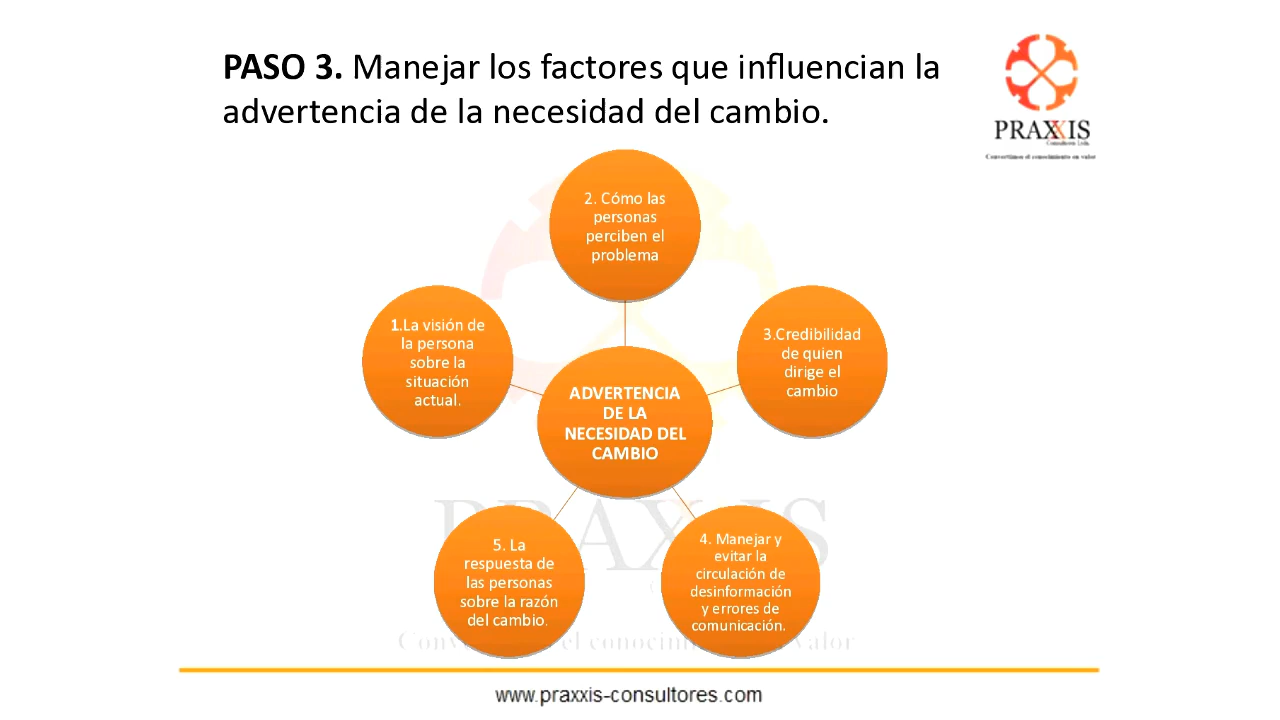 PASO 3. Manejar los factores que influencian la
advertencia de la necesidad del cambio.
PRAXXIS
Consultores Ltda.
Convertimos el conocimiento en valor
2. Cómo las
personas
perciben el
problema
1.La visión de
la persona
sobre la
situación
actual.
3.Credibilidad
de quien
dirige el
cambio
ADVERTENCIA
DE LA
NECESIDAD DEL
CAMBIO
5. La
respuesta de
las personas
sobre la razón
del cambio.
4. Manejar y
evitar la
circulación de
desinformación
y errores de
comunicación.
www.praxxis-consultores.com